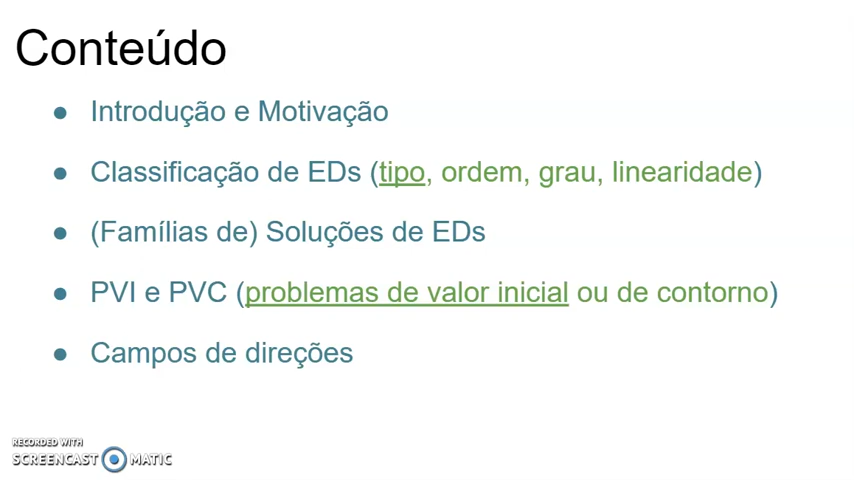 Conteúdo
● Introdução e Motivação
● Classificação de EDs (tipo, ordem, grau, linearidade)
● (Famílias de) Soluções de EDs
● PVI e PVC (problemas de valor inicial ou de contorno)
● Campos de direções
RECORDED WITH
SCREENCAST MATIC